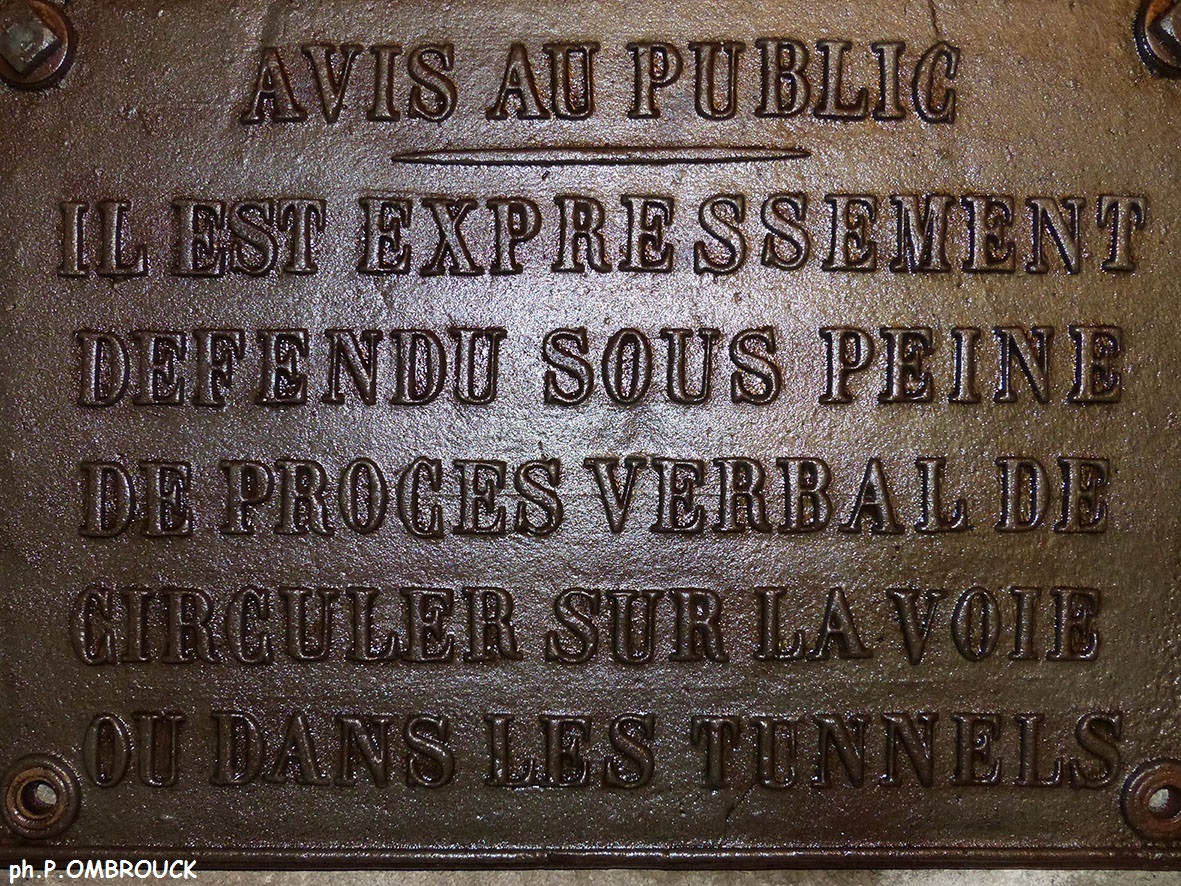 AVIS AU PUBLIC
IL EST EXPRESSEMENT
DEFENDU SOUS PEINE
DE PROCES VERBAL DE
CIRCULER SUR LA VOIE
OU DANS LES TUNNELS
ph.P.OMBROUCK